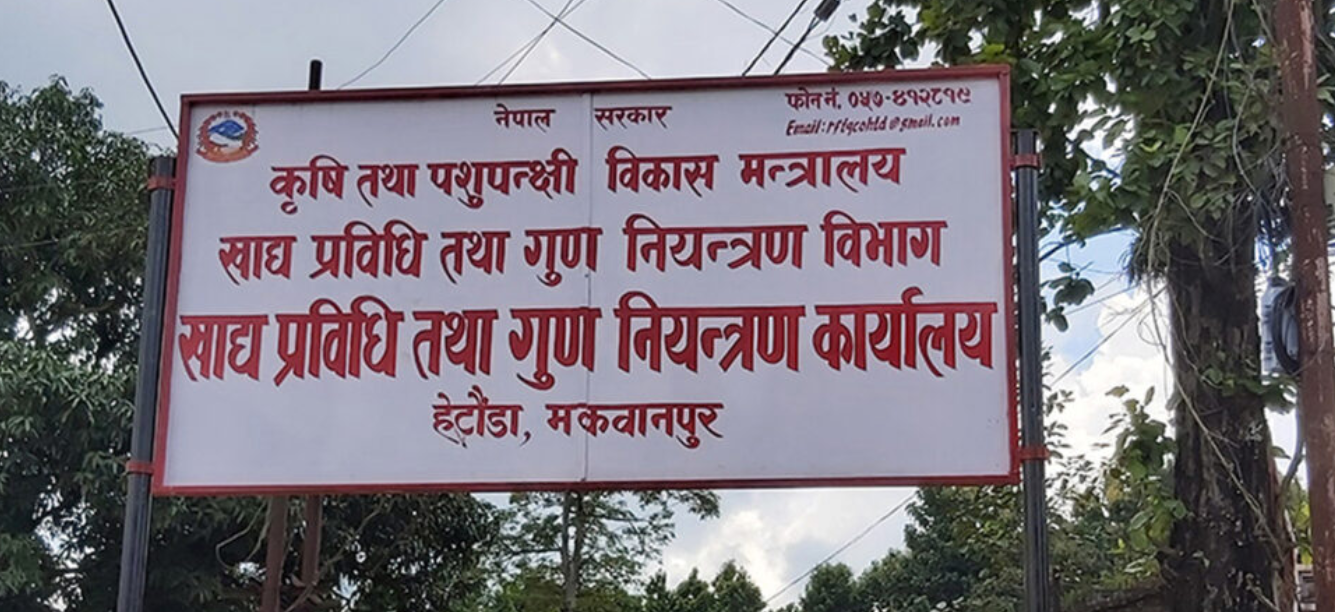 नेपाल सरकार
फोन नं. ०५७-४१२८१९
Email: rftqcohtd@gmail.com
कृषि तथा पशुपन्क्षी विकास मन्त्रालय
खाद्य प्रविधि तथा गुण नियन्त्रण विभाग
खाद्य प्रविधि तथा गुण नियन्त्रण कार्यालय
हेटौंडा, मकवानपुर